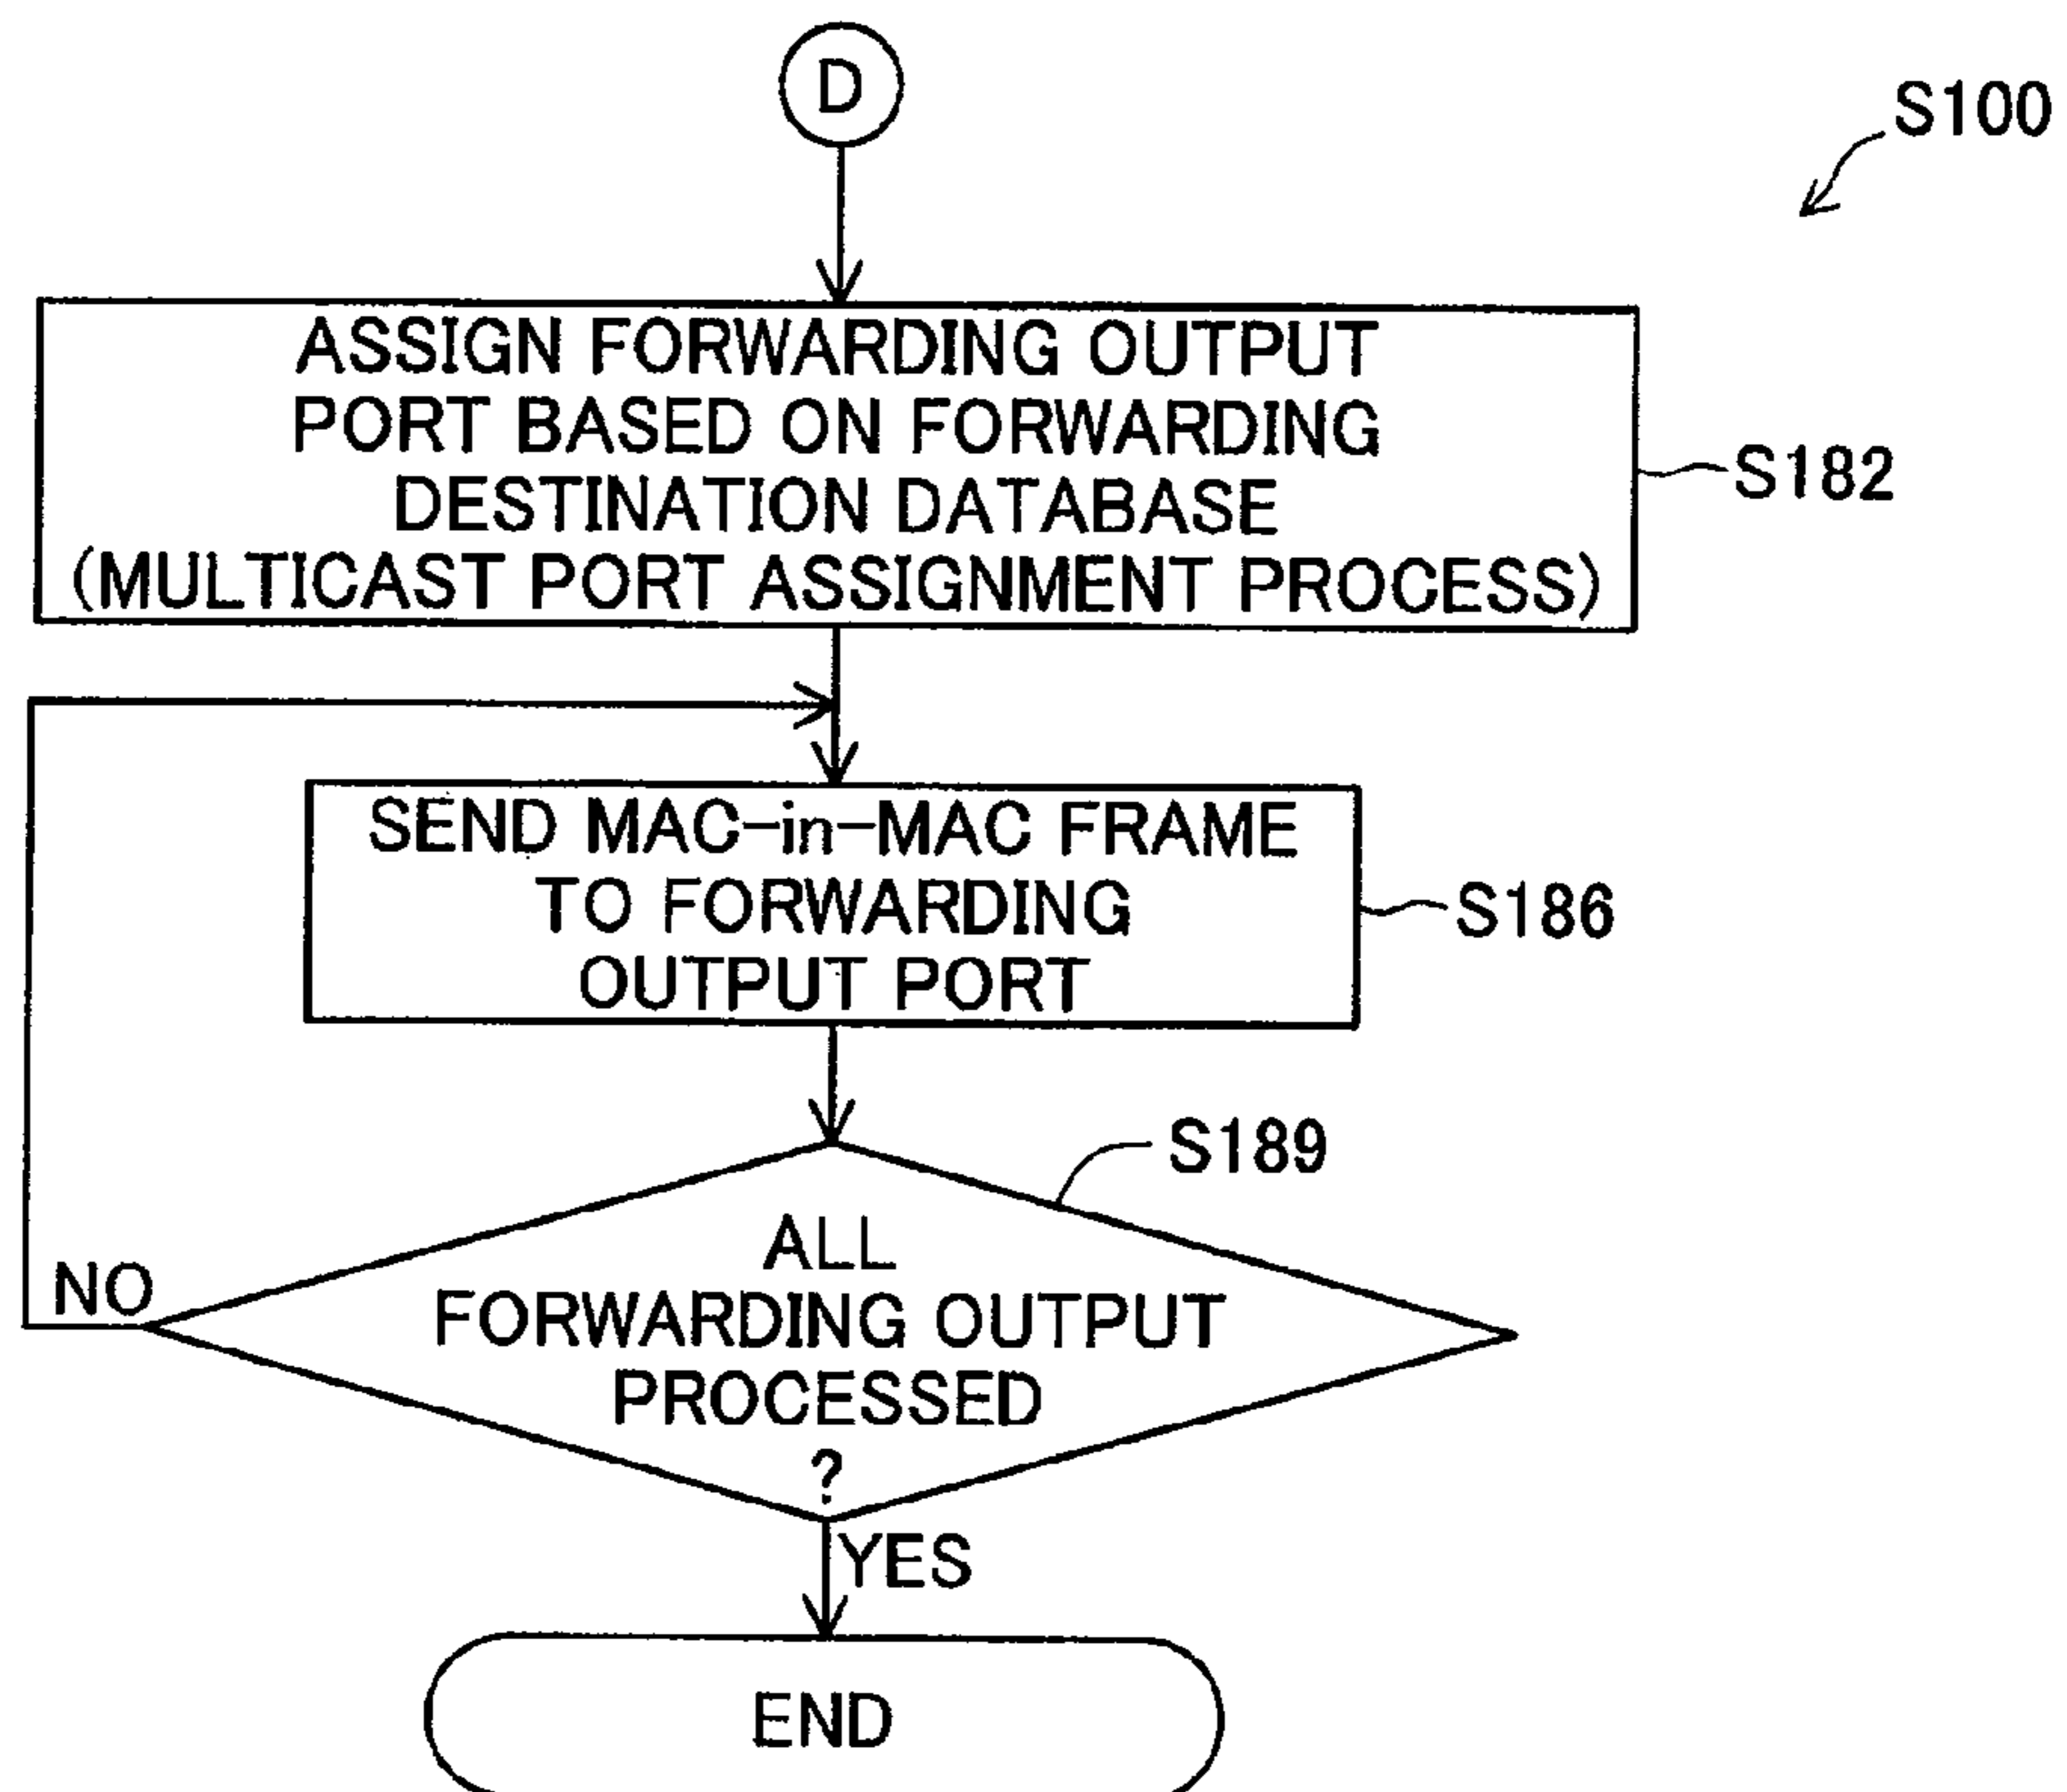 D
S100
ASSIGN FORWARDING OUTPUT
PORT BASED ON FORWARDING
DESTINATION DATABASE
(MULTICAST PORT ASSIGNMENT PROCESS)
S182
SEND MAC-in-MAC FRAME
TO FORWARDING
OUTPUT PORT
S186
S189
ALL
FORWARDING OUTPUT
PROCESSED
?
NO
YES
END